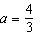 a = 4/3